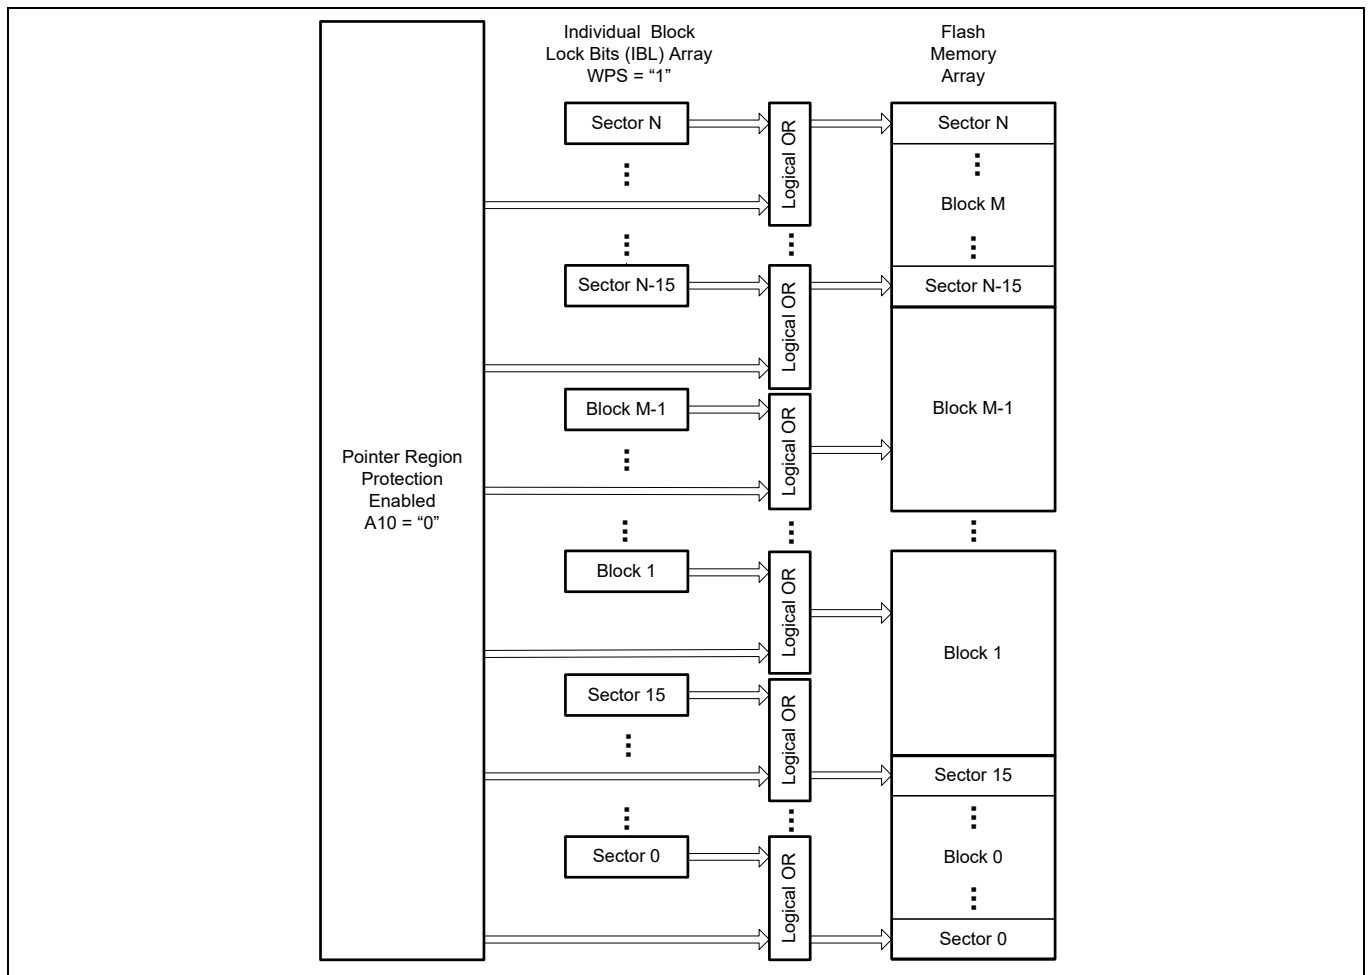 Pointer Region
Protection
Enabled
A10 = “0”
Individual Block
Lock Bits (IBL) Array
WPS = “1”
Sector N
Sector N-15
Block M-1
Block 1
Sector 15
Sector 0
Logical OR
Logical OR
Logical OR
Logical OR
Logical OR
Logical OR
Flash
Memory
Array
Sector N
Block M
Sector N-15
Block M-1
Block 1
Sector 15
Block 0
Sector 0